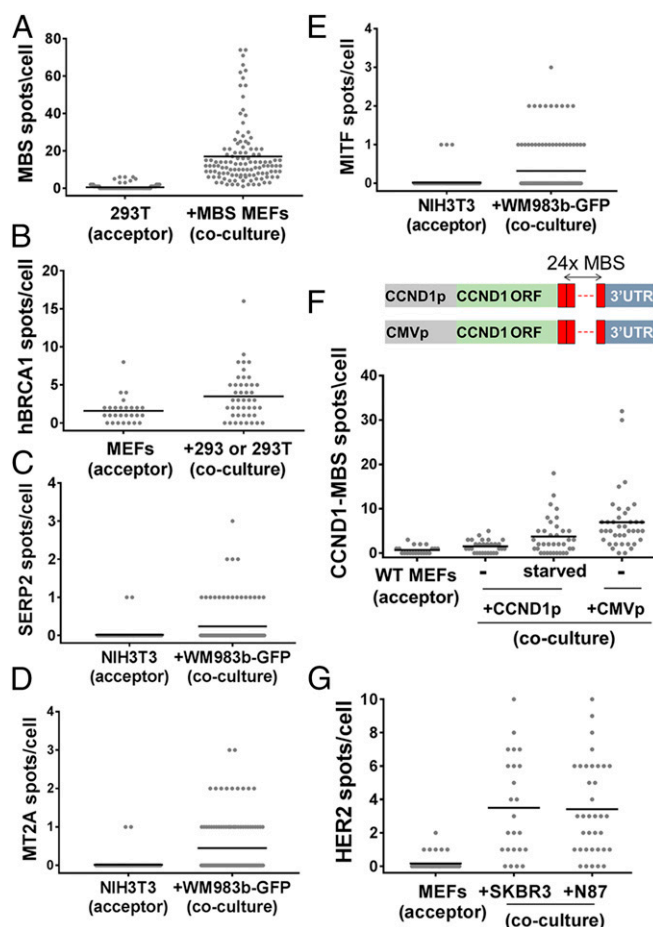 A
MBS spots\cell
80
60
40
20
0
293T
(acceptor)
+MBS MEFs
(co-culture)
B
hBRCA1 spots/cell
20
15
10
5
0
MEFs
(acceptor)
+293 or 293T
(co-culture)
C
SERP2 spots/cell
4
3
2
1
0
NIH3T3
(acceptor)
+WM983b-GFP
(co-culture)
D
MT2A spots/cell
4
3
2
1
0
NIH3T3
(acceptor)
+WM983b-GFP
(co-culture)
E
MITF spots/cell
4
3
2
1
0
NIH3T3
(acceptor)
+WM983b-GFP
(co-culture)
F
24x MBS
CCND1p CCND1 ORF 3'UTR
CMVp CCND1 ORF 3'UTR
CCND1-MBS spots\cell
40
30
20
10
0
WT MEFs
(acceptor)
- starved -
+CCND1p +CMVp
(co-culture)
G
HER2 spots/cell
10
8
6
4
2
0
MEFs
(acceptor)
+SKBR3 +N87
(co-culture)